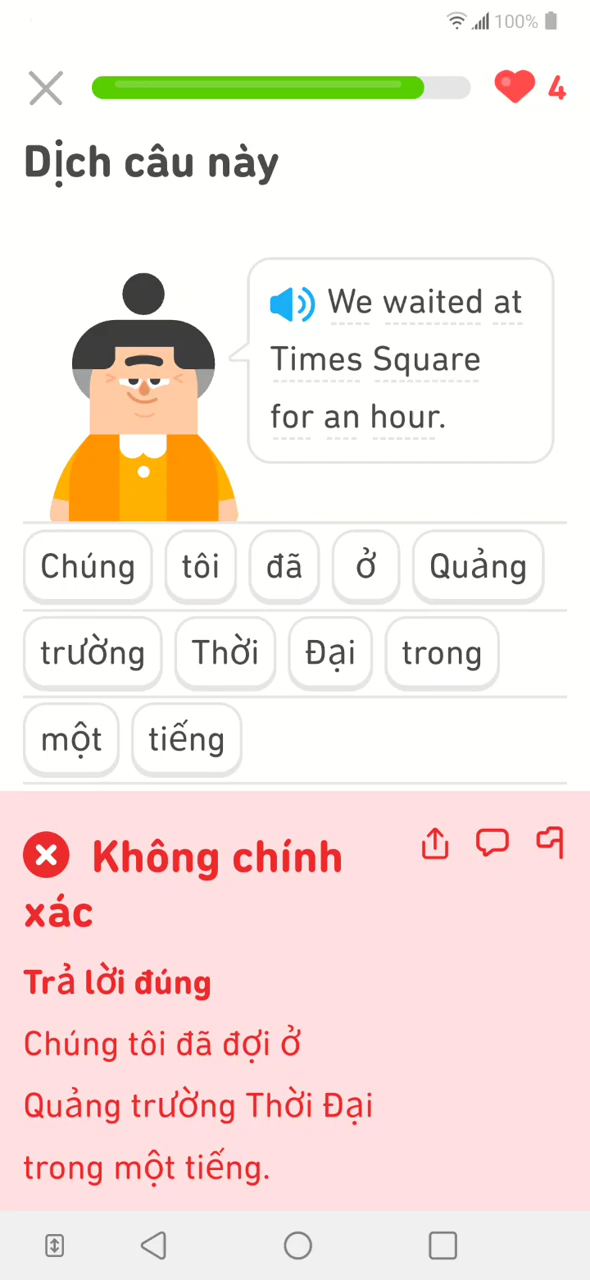 100%
4
Dịch câu này
We waited at
Times Square
for an hour.
Chúng tôi đã ở Quảng
trường Thời Đại trong
một tiếng
Không chính
xác
Trả lời đúng
Chúng tôi đã đợi ở
Quảng trường Thời Đại
trong một tiếng.